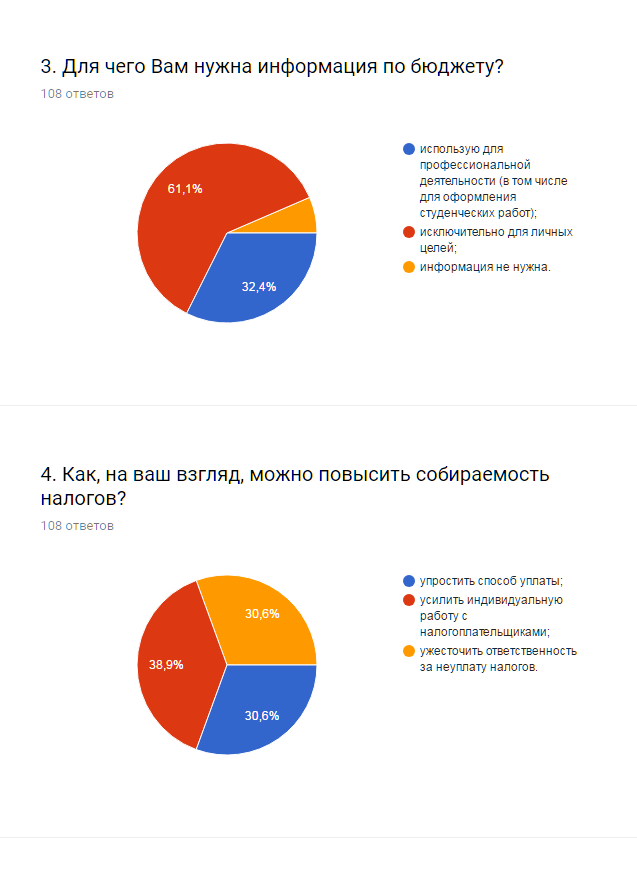 3. Для чего Вам нужна информация по бюджету?
108 ответов
61,1%
32,4%
использую для
профессиональной
деятельности (в том числе
для оформления
студенческих работ);
исключительно для личных
целей;
информация не нужна.
4. Как, на ваш взгляд, можно повысить собираемость
налогов?
108 ответов
30,6%
38,9%
30,6%
упростить способ уплаты;
усилить индивидуальную
работу с
налогоплательщиками;
ужесточить ответственность
за неуплату налогов.